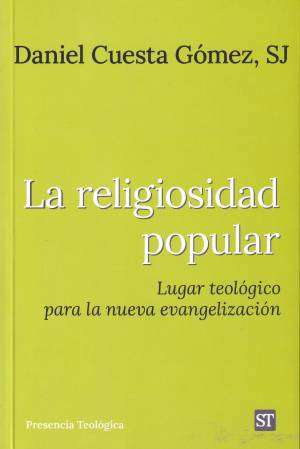 Daniel Cuesta Gómez, SJ
La religiosidad
popular
Lugar teológico
para la nueva evangelización
Presencia Teológica
ST